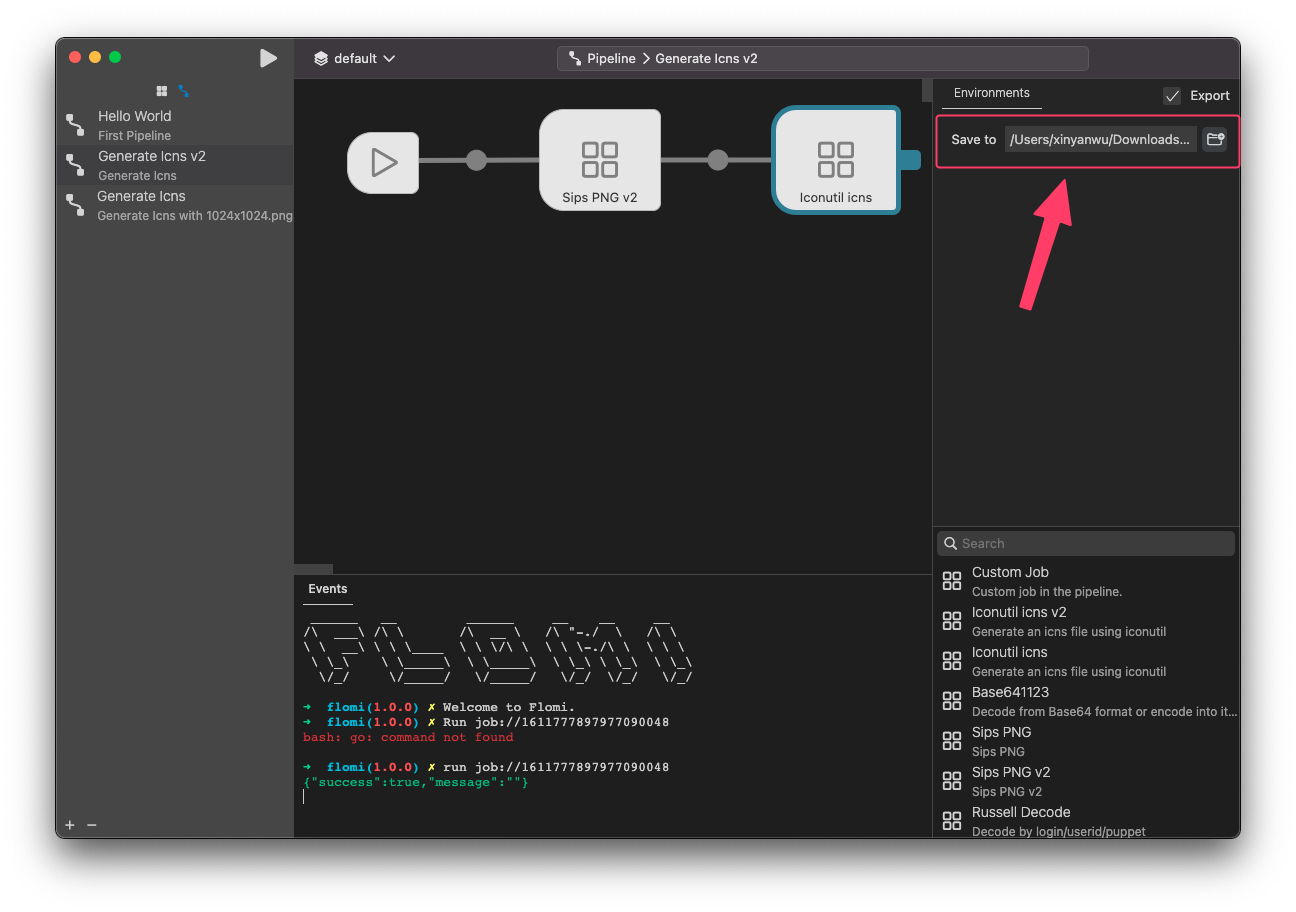 default
Pipeline
Generate Icns v2
Hello World
First Pipeline
Generate Icns v2
Generate Icns
Generate Icns
Generate Icns with 1024x1024.png
Sips PNG v2
Iconutil icns
Environments
Export
Save to
/Users/xinyanwu/Downloads...
Search
Custom Job
Custom job in the pipeline.
Iconutil icns v2
Generate an icns file using iconutil
Iconutil icns
Generate an icns file using iconutil
Base641123
Decode from Base64 format or encode into it...
Sips PNG
Sips PNG
Sips PNG v2
Sips PNG v2
Russell Decode
Decode by login/userid/puppet
Events
➜ flomi(1.0.0) ✗ Welcome to Flomi.
➜ flomi(1.0.0) ✗ Run job://1611777897977090048
bash: go: command not found
➜ flomi(1.0.0) ✗ run job://1611777897977090048
{"success":true,"message":""}